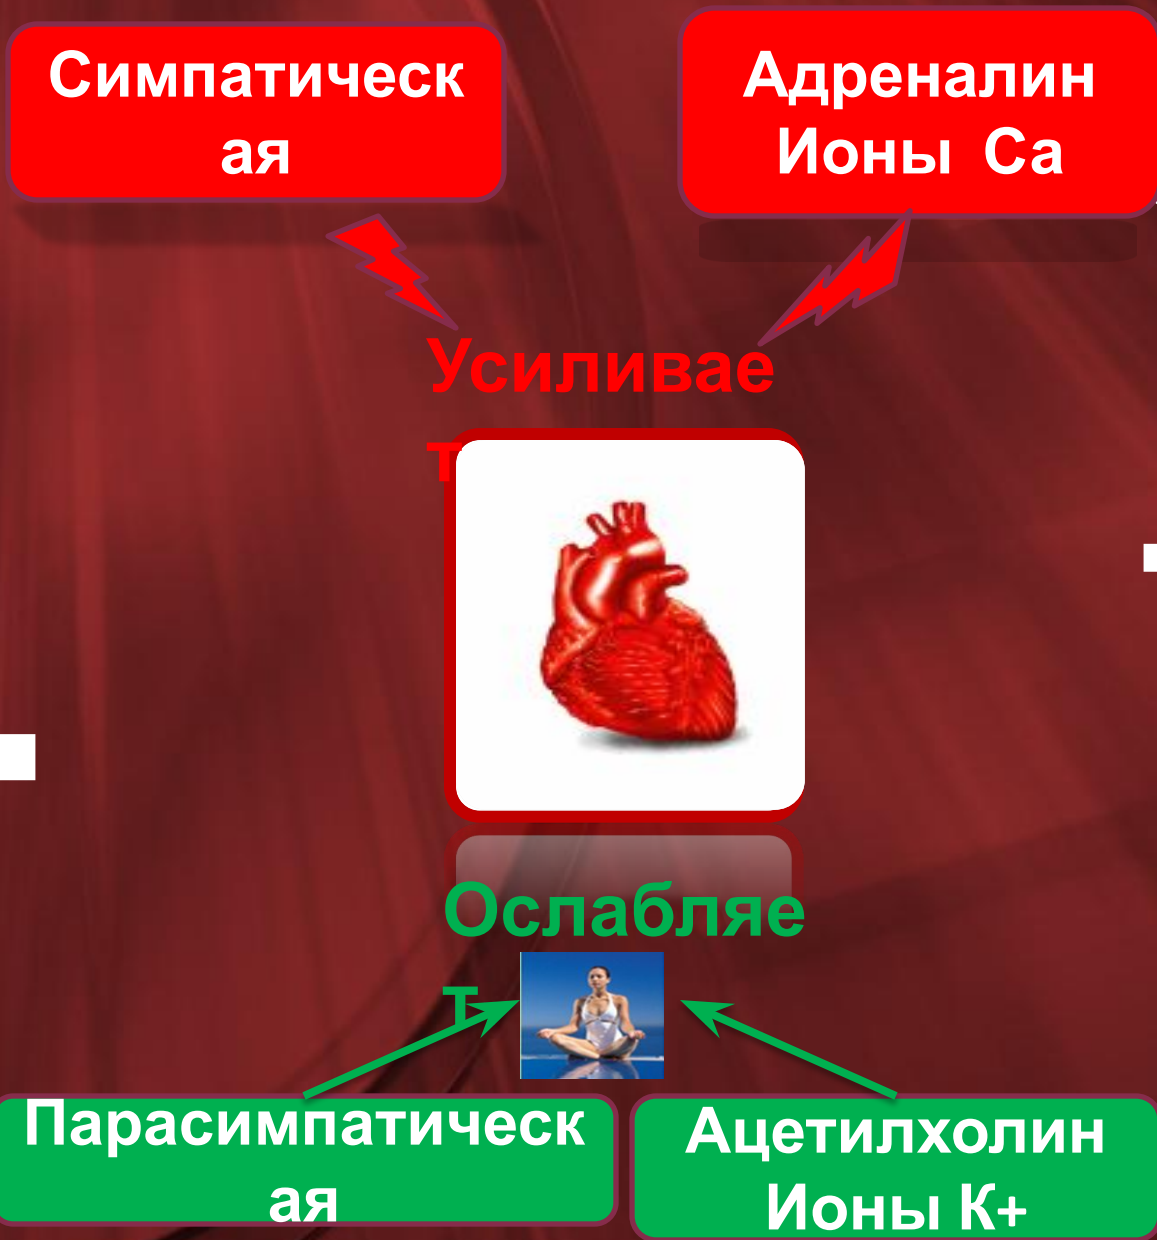 Симпатическ
ая
Адреналин
Ионы Са
Усиливае
т
Ослабляе
т
Парасимпатическ
ая
Ацетилхолин
Ионы К+